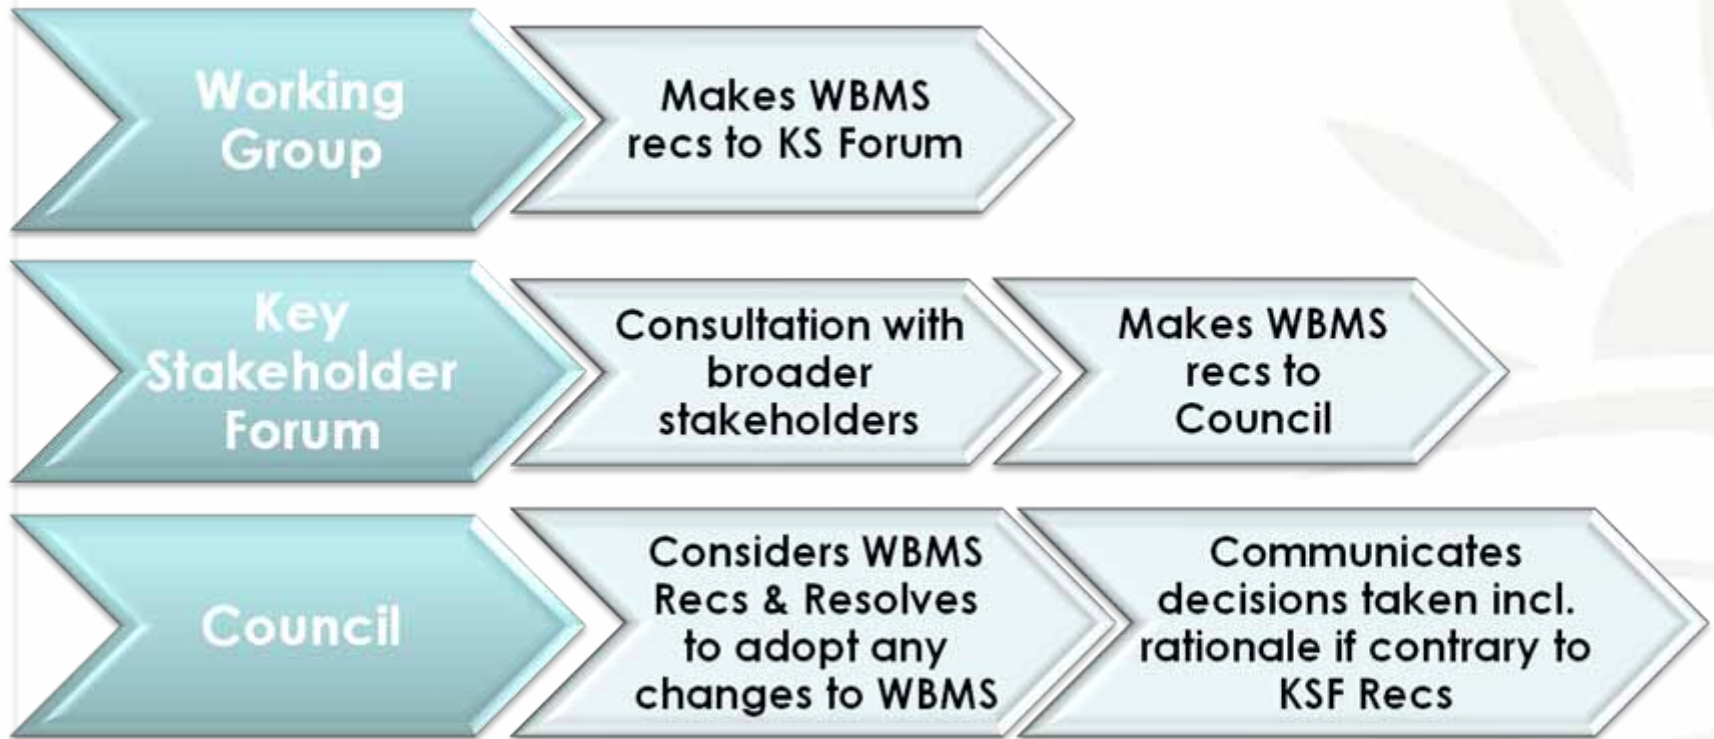 Working
Group
Makes WBMS
recs to KS Forum
Key
Stakeholder
Forum
Consultation with
broader
stakeholders
Makes WBMS
recs to
Council
Council
Considers WBMS
Recs & Resolves
to adopt any
changes to WBMS
Communicates
decisions taken incl.
rationale if contrary to
KSF Recs